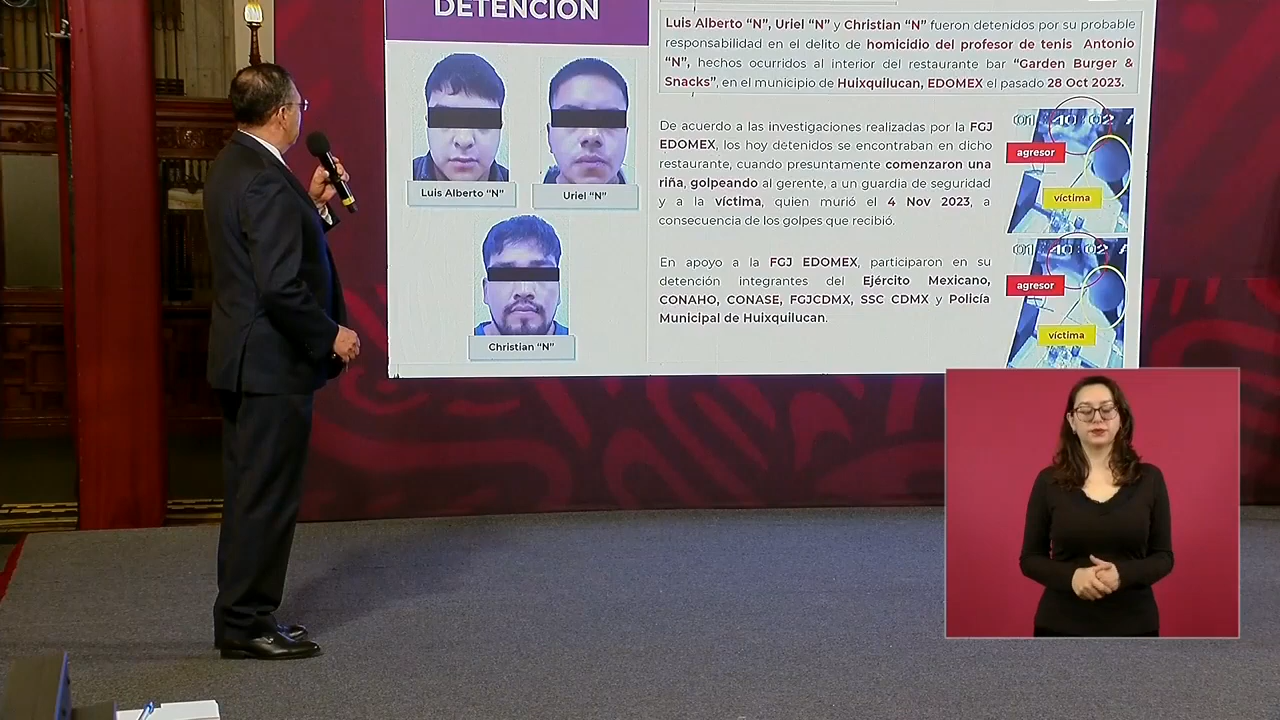 DETENCIÓN
Luis Alberto "N"
Uriel "N"
Christian "N"
Luis Alberto “N”, Uriel “N” y Christian “N” fueron detenidos por su probable
responsabilidad en el delito de homicidio del profesor de tenis Antonio
“N”, hechos ocurridos al interior del restaurante bar “Garden Burger &
Snacks”, en el municipio de Huixquilucan, EDOMEX el pasado 28 Oct 2023.
De acuerdo a las investigaciones realizadas por la FGJ
EDOMEX, los hoy detenidos se encontraban en dicho
restaurante, cuando presuntamente comenzaron una
riña, golpeando al gerente, a un guardia de seguridad
y a la víctima, quien murió el 4 Nov 2023, a
consecuencia de los golpes que recibió.
En apoyo a la FGJ EDOMEX, participaron en su
detención integrantes del Ejército Mexicano,
CONAHO, CONASE, FGJCDMX, SSC CDMX y Policía
Municipal de Huixquilucan.
01 40:02
agresor
víctima
01 40:02
agresor
víctima